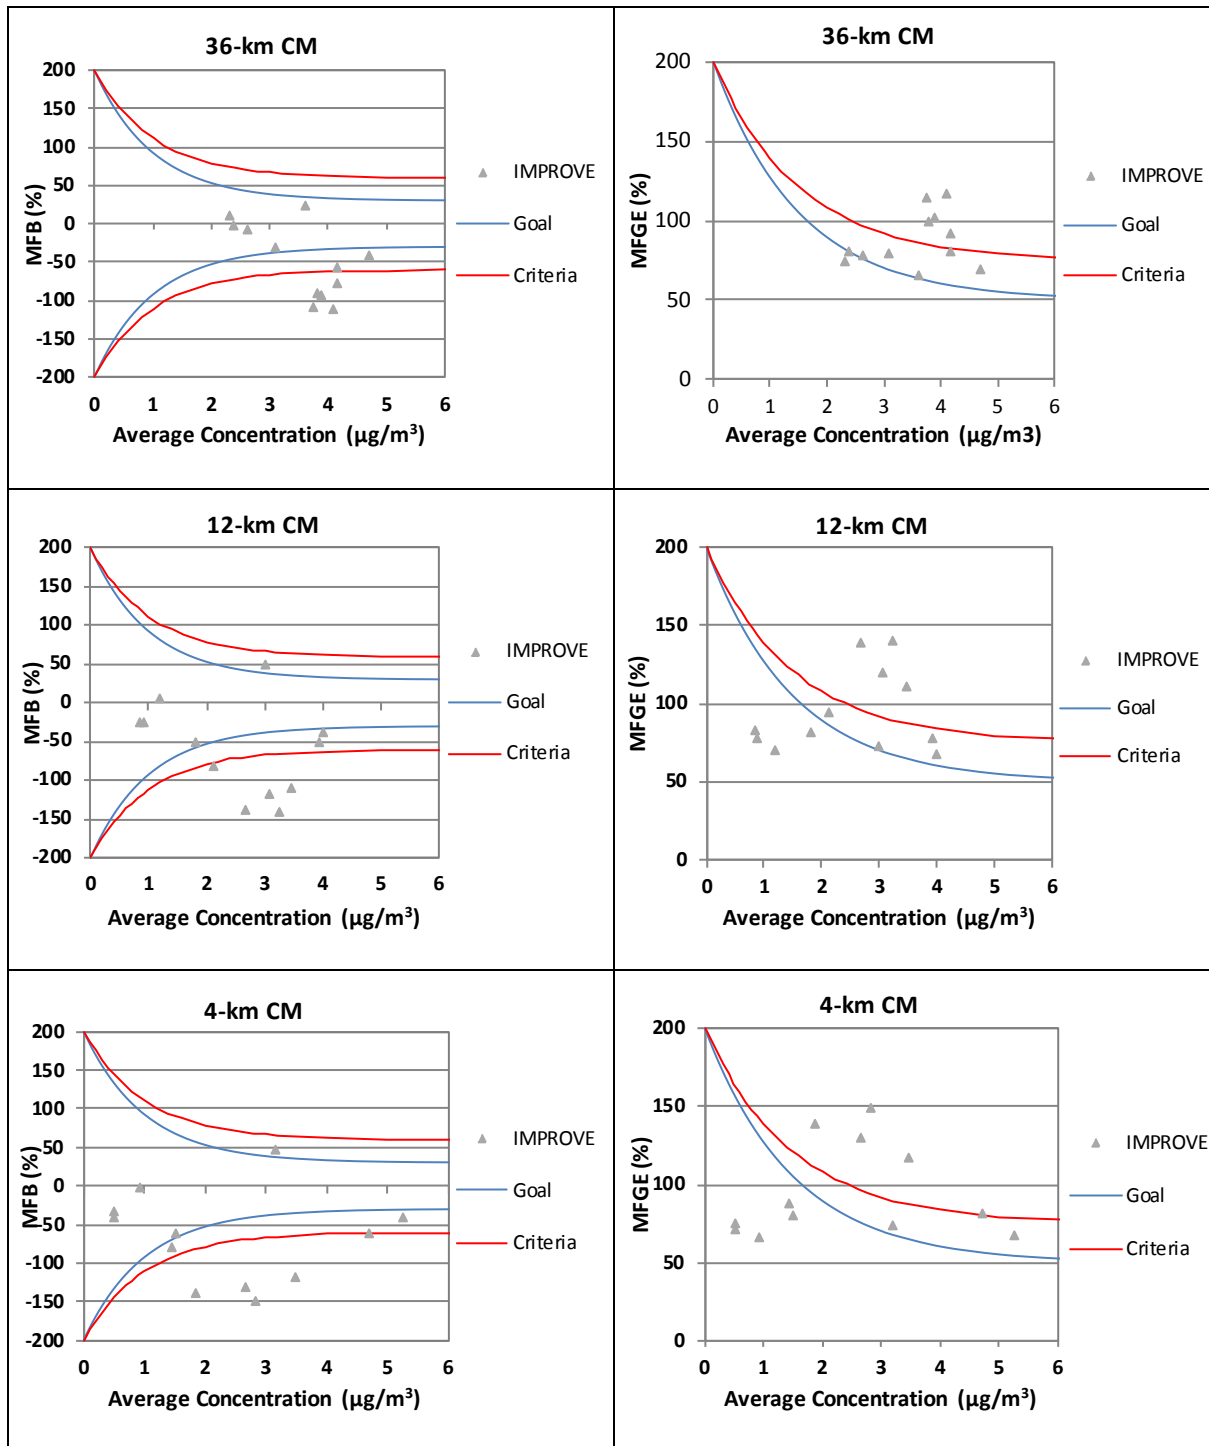 36-km CM
MFB (%)
200
150
100
50
0
-50
-100
-150
-200
0 1 2 3 4 5 6
Average Concentration (µg/m³)
IMPROVE
Goal
Criteria
36-km CM
MFGE (%)
200
150
100
50
0
0 1 2 3 4 5 6
Average Concentration (µg/m3)
IMPROVE
Goal
Criteria
12-km CM
MFB (%)
200
150
100
50
0
-50
-100
-150
-200
0 1 2 3 4 5 6
Average Concentration (µg/m³)
IMPROVE
Goal
Criteria
12-km CM
MFGE (%)
200
150
100
50
0
0 1 2 3 4 5 6
Average Concentration (µg/m³)
IMPROVE
Goal
Criteria
4-km CM
MFB (%)
200
150
100
50
0
-50
-100
-150
-200
0 1 2 3 4 5 6
Average Concentration (µg/m³)
IMPROVE
Goal
Criteria
4-km CM
MFGE (%)
200
150
100
50
0
0 1 2 3 4 5 6
Average Concentration (µg/m³)
IMPROVE
Goal
Criteria